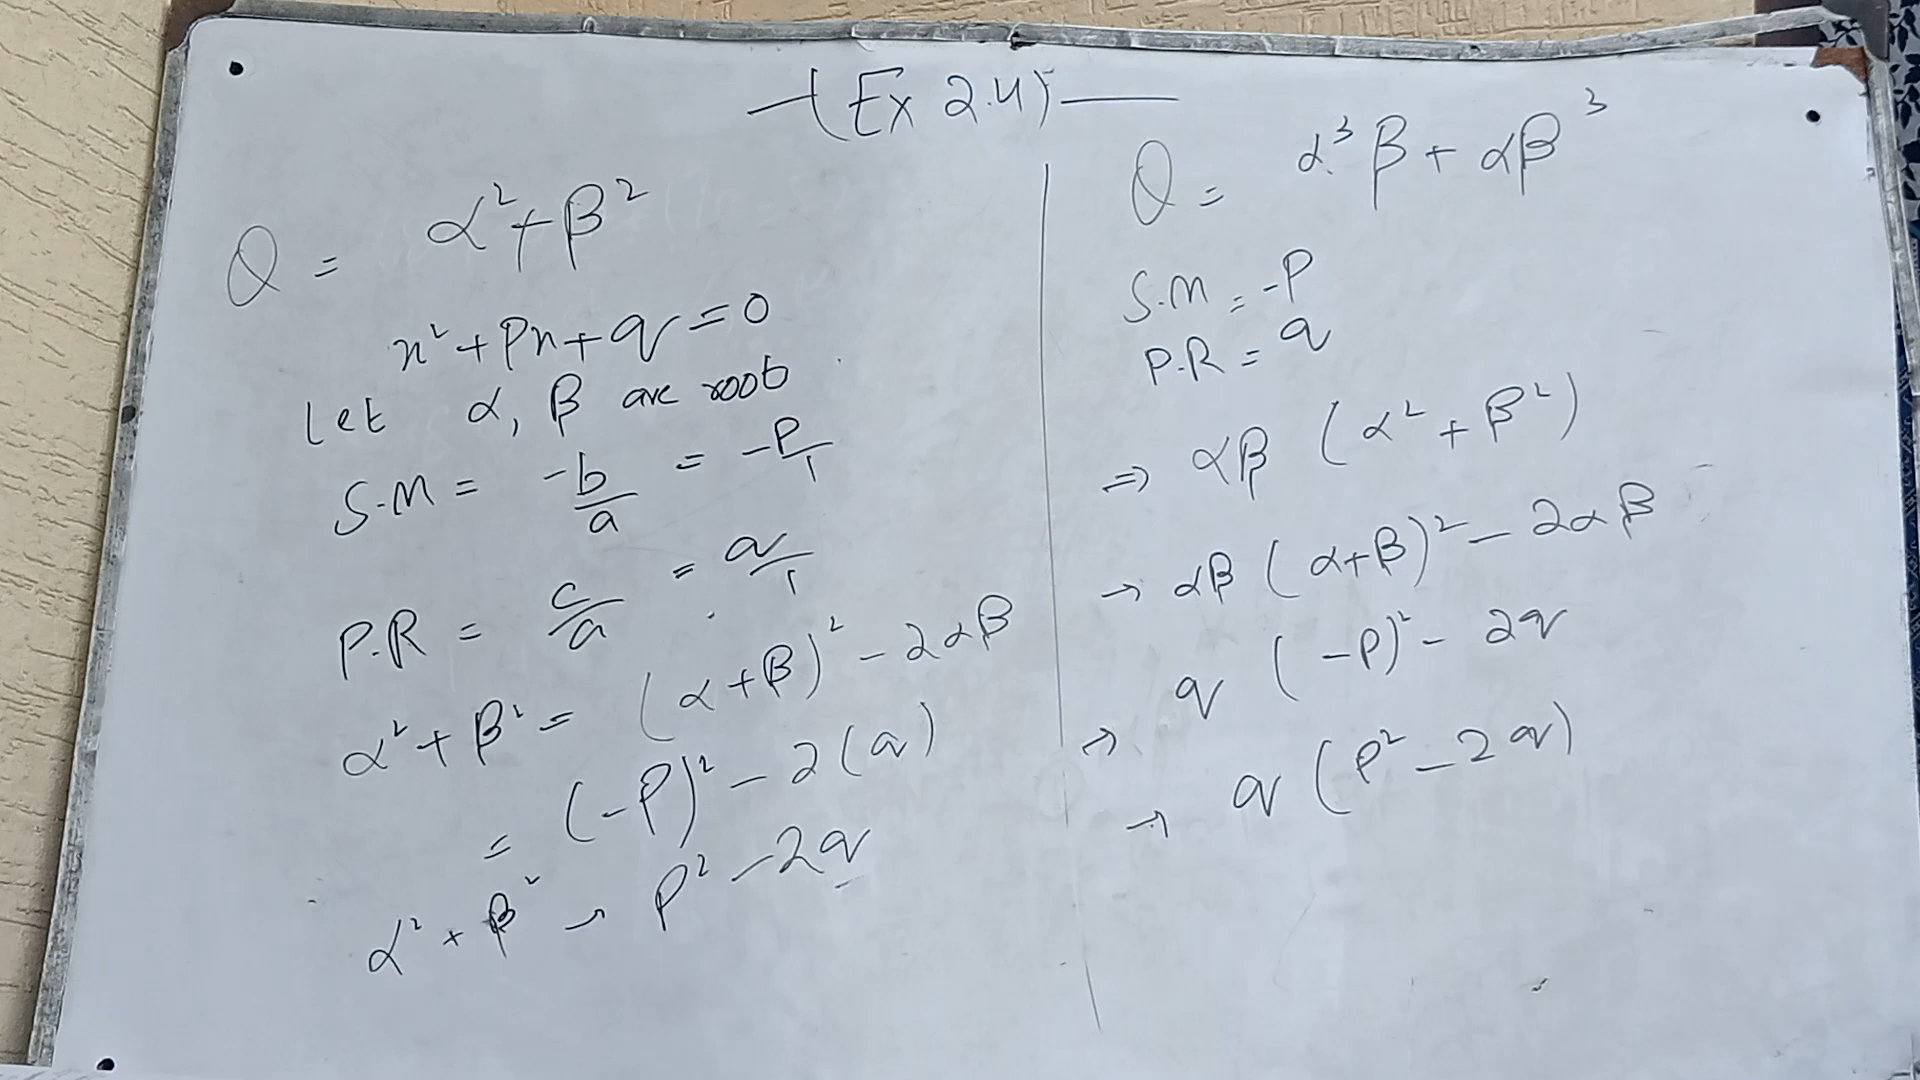 (Ex 2.4)
Q = α²+β²
x²+Px+q=0
Let α, β are root
S.M = -b/a = -P/1
P.R = c/a = q/1
α²+β² = (α+β)²-2αβ
= (-P)²-2(q)
α²+β² → P²-2q
Q = α³β+αβ³
S.M = -P
P.R = q
⇒ αβ (α²+β²)
→ αβ (α+β)²-2αβ
→ q (-P)²-2q
→ q (P²-2q)